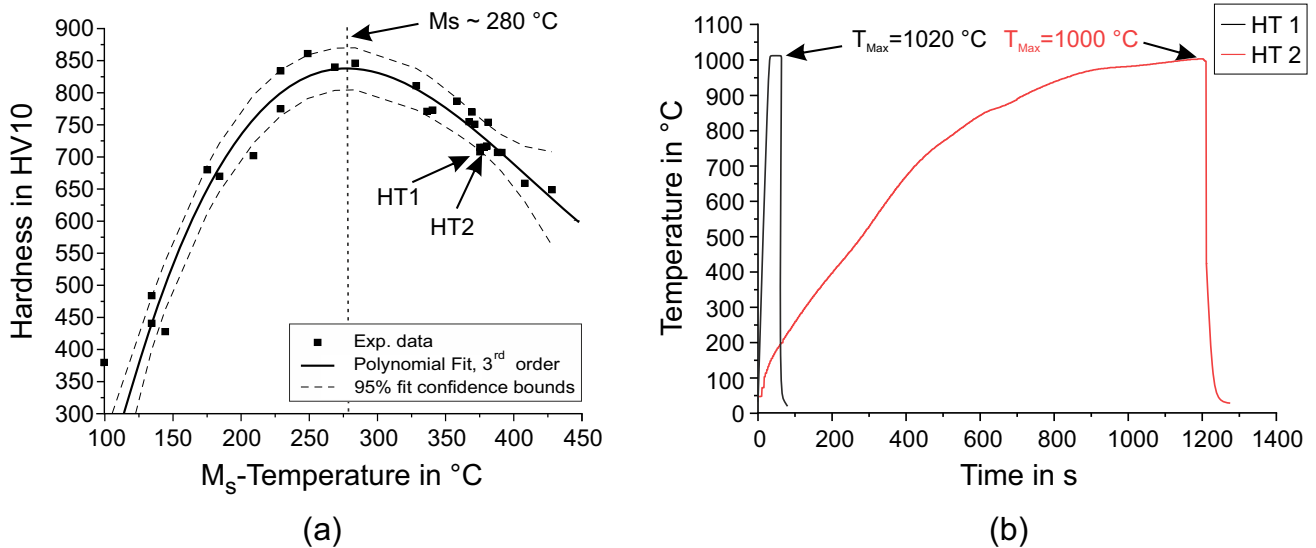 Ms ~ 280 °C
900
850
800
750
700
650
600
550
500
450
400
350
300
Hardness in HV10
HT1
HT2
Exp. data
Polynomial Fit, 3rd order
95% fit confidence bounds
100 150 200 250 300 350 400 450
Ms-Temperature in °C
(a)
1100
1000
900
800
700
600
500
400
300
200
100
0
Temperature in °C
TMax=1020 °C TMax=1000 °C
HT 1
HT 2
0 200 400 600 800 1000 1200 1400
Time in s
(b)